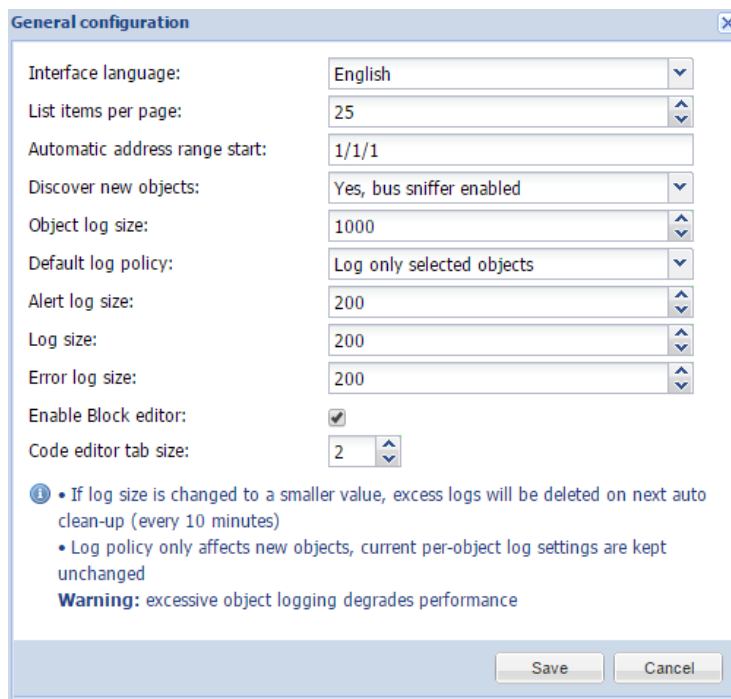 General configuration
Interface language: English
List items per page: 25
Automatic address range start: 1/1/1
Discover new objects: Yes, bus sniffer enabled
Object log size: 1000
Default log policy: Log only selected objects
Alert log size: 200
Log size: 200
Error log size: 200
Enable Block editor:
Code editor tab size: 2
• If log size is changed to a smaller value, excess logs will be deleted on next auto
clean-up (every 10 minutes)
• Log policy only affects new objects, current per-object log settings are kept
unchanged
Warning: excessive object logging degrades performance
Save Cancel